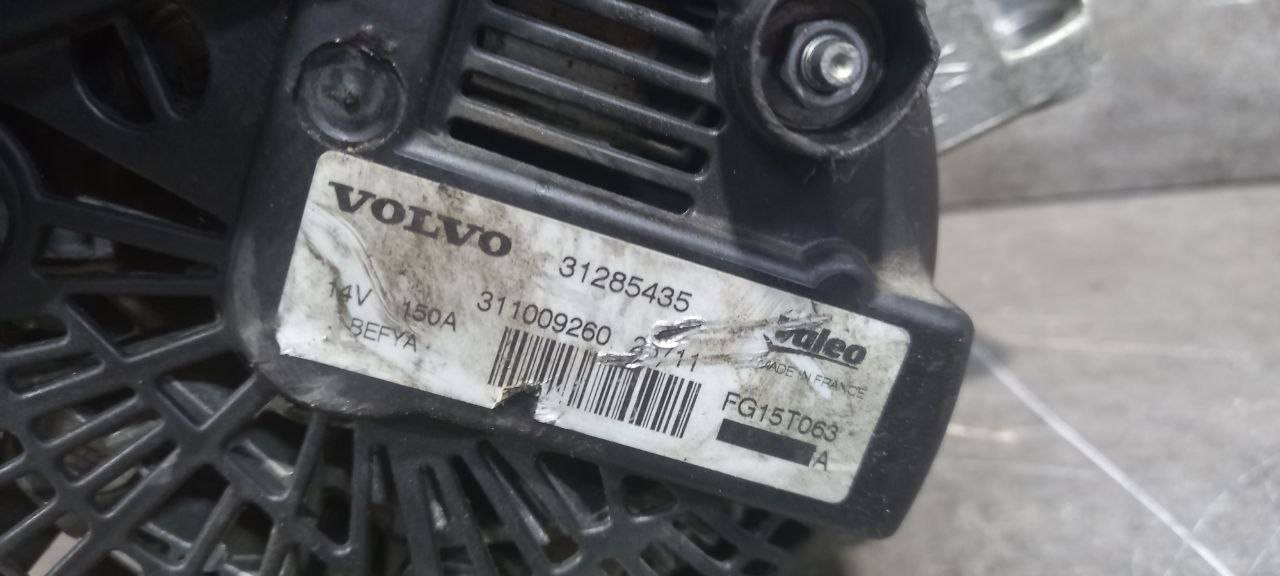 VOLVO
31285435
14V 150A 311009260
BEFYA
Valeo
MADE IN FRANCE
FG15T063
A